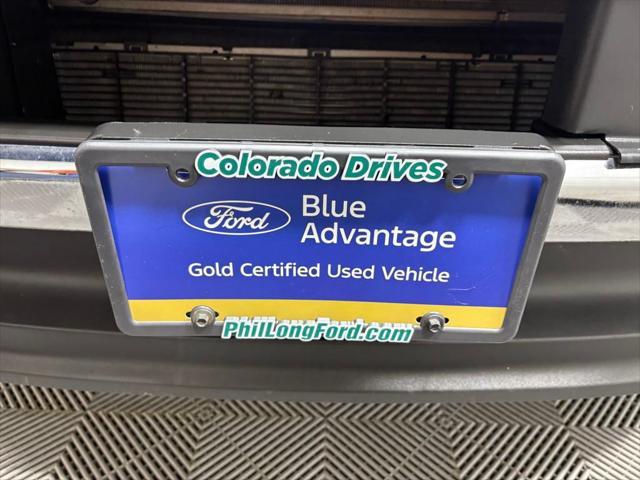 Colorado Drives
Ford
Blue
Advantage
Gold Certified Used Vehicle
PhilLongFord.com